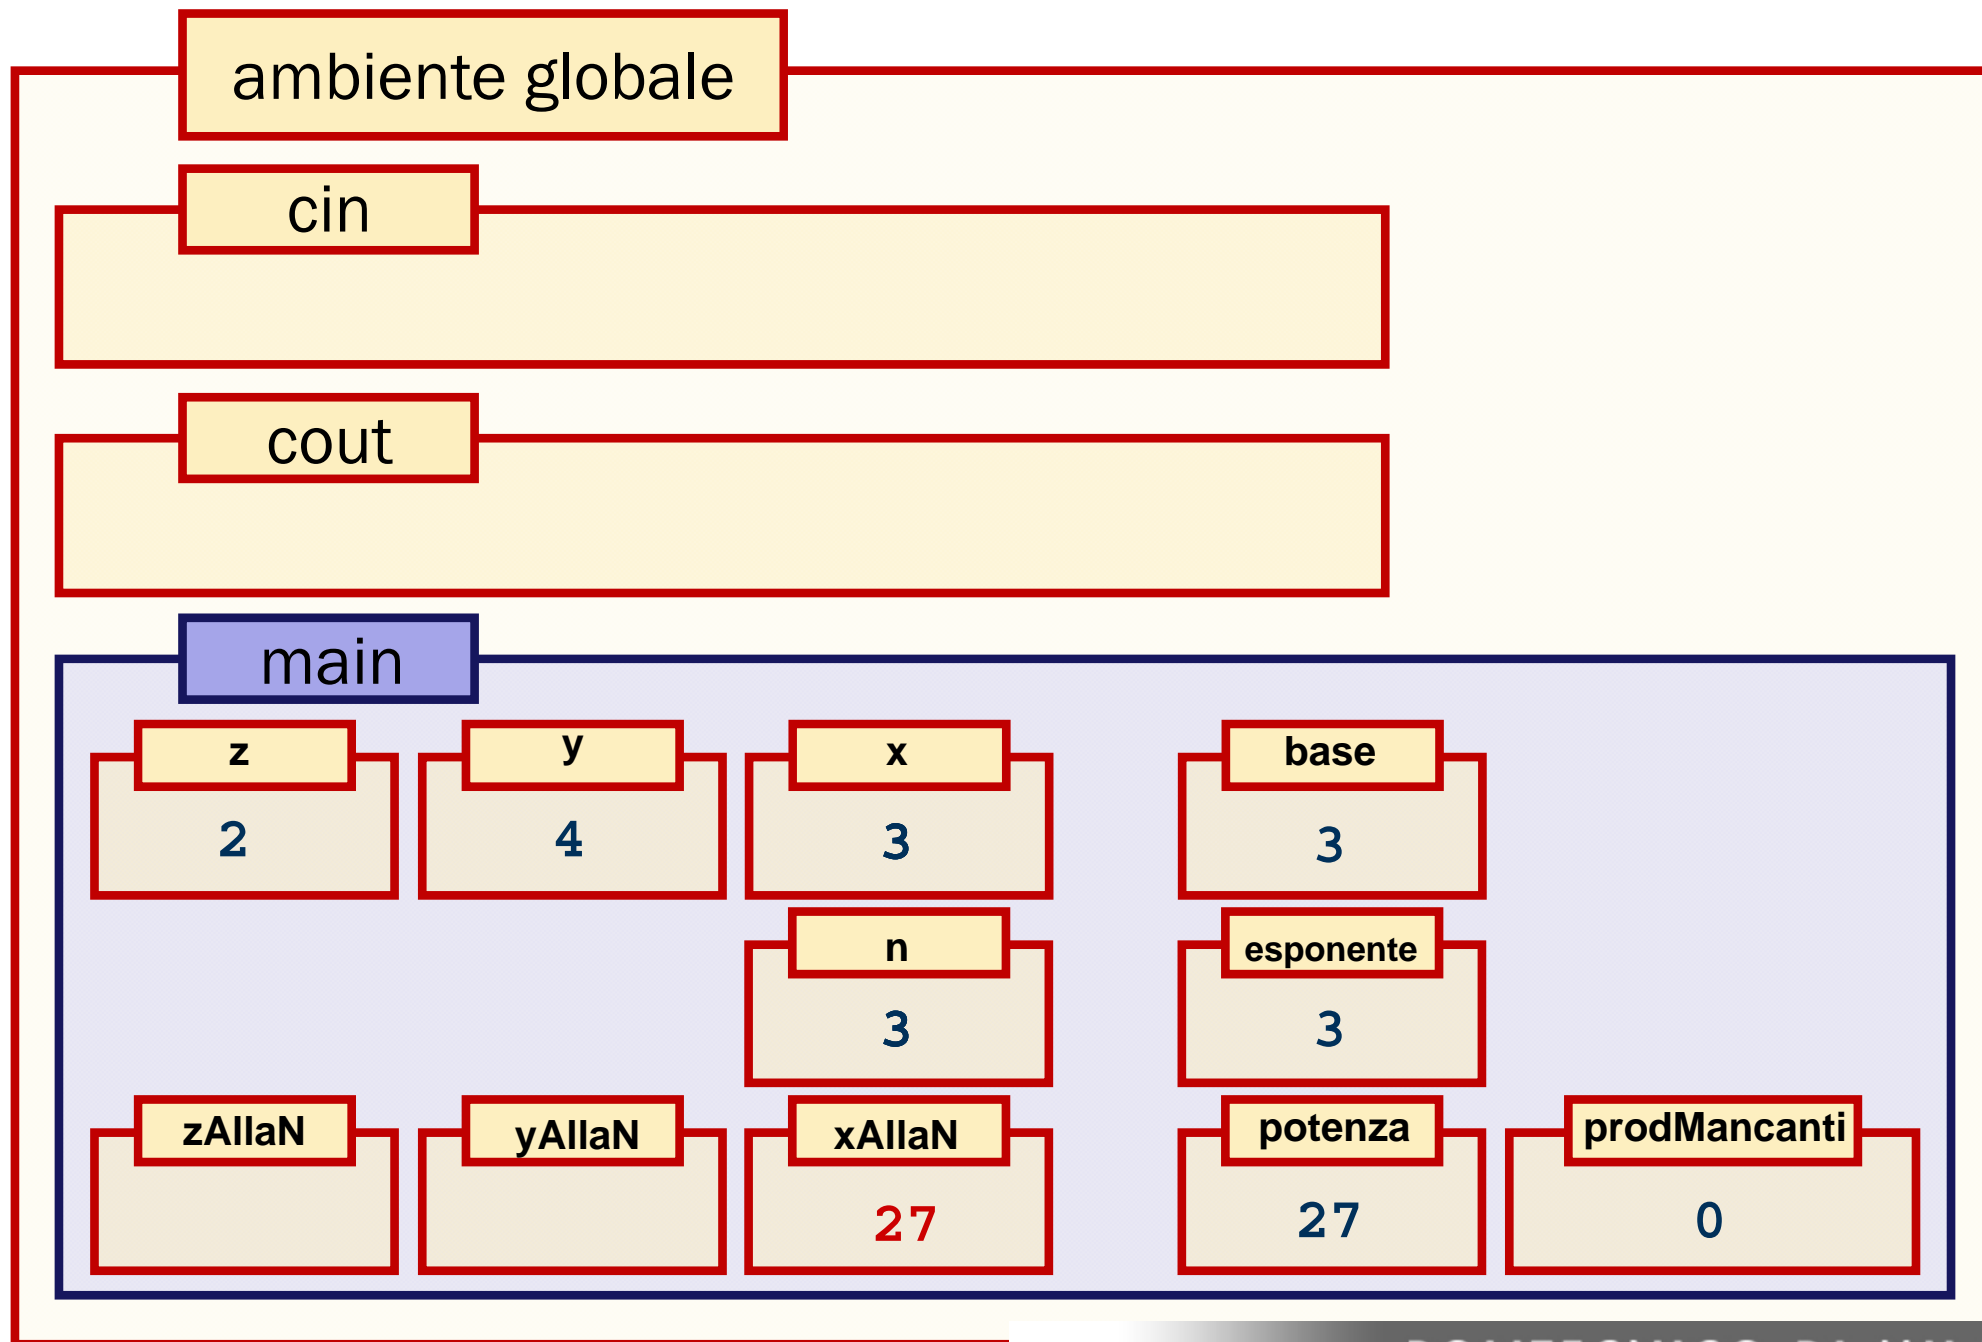 ambiente globale
cin
cout
main
z y x base
2 4 3 3
n esponente
3 3
zAllaN yAllaN xAllaN potenza prodMancanti
27 27 0